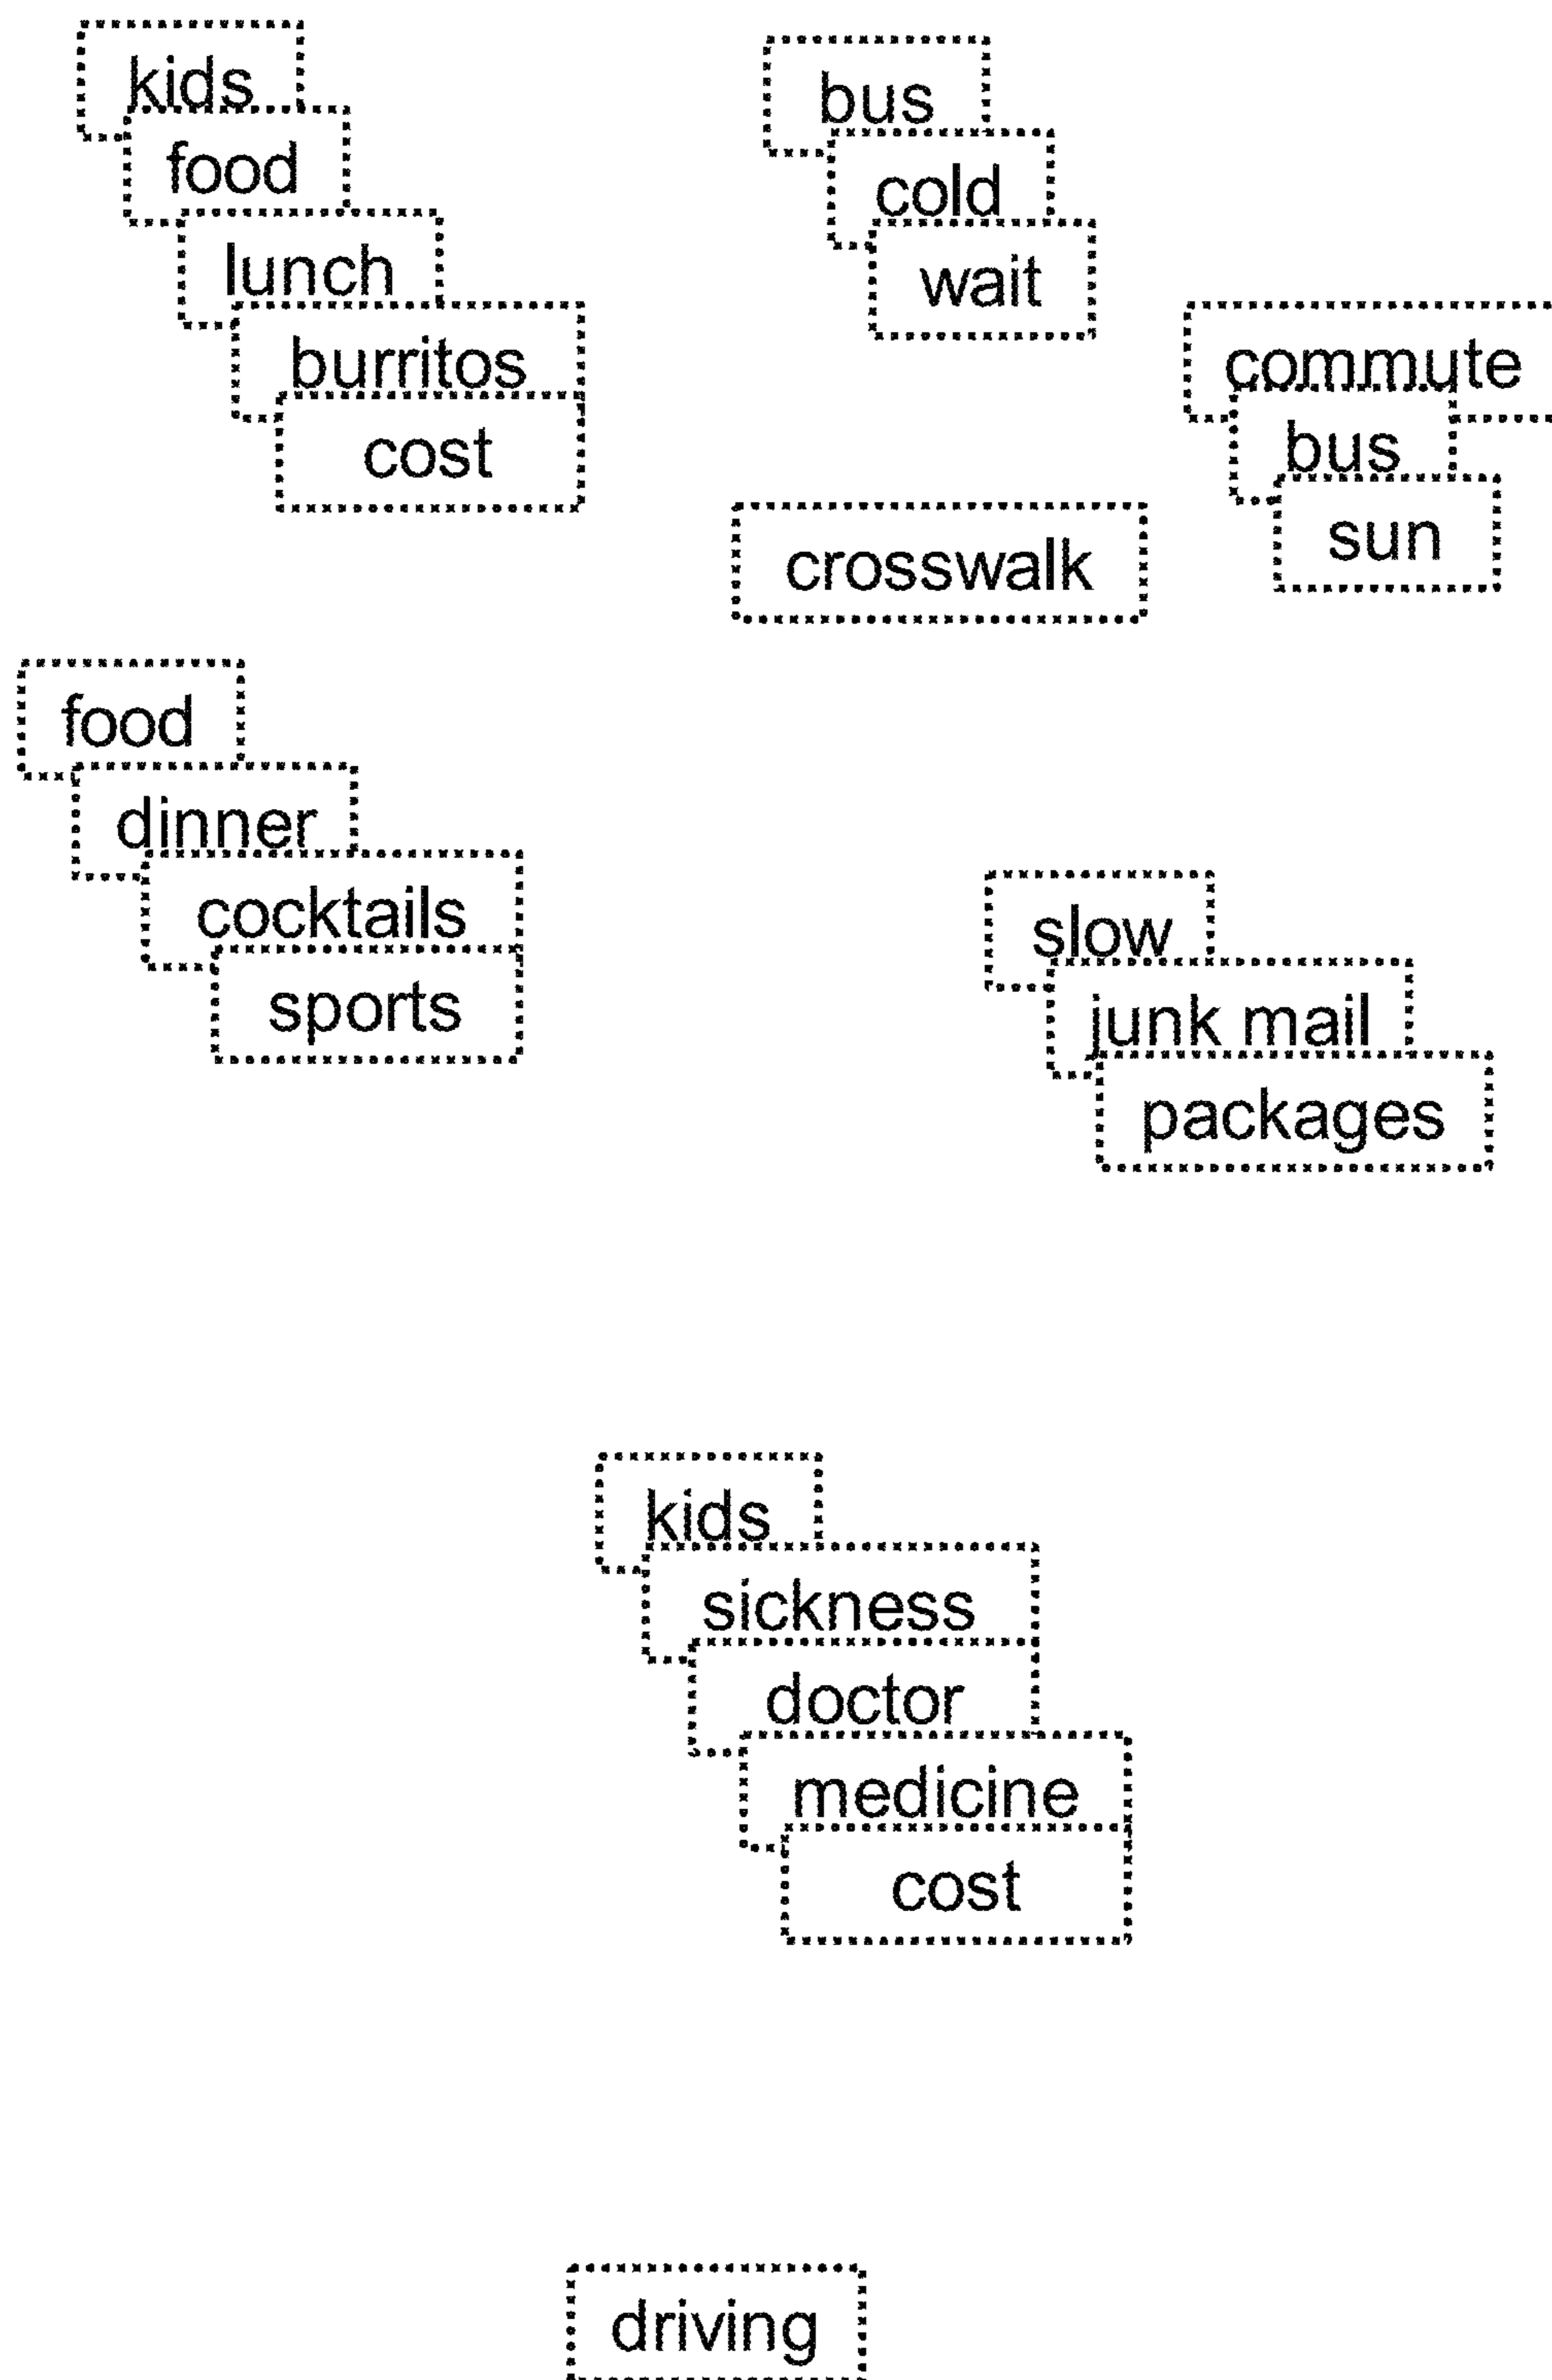 kids
food
lunch
burritos
cost
bus
cold
wait
commute
bus
sun
crosswalk
food
dinner
cocktails
sports
slow
junk mail
packages
kids
sickness
doctor
medicine
cost
driving